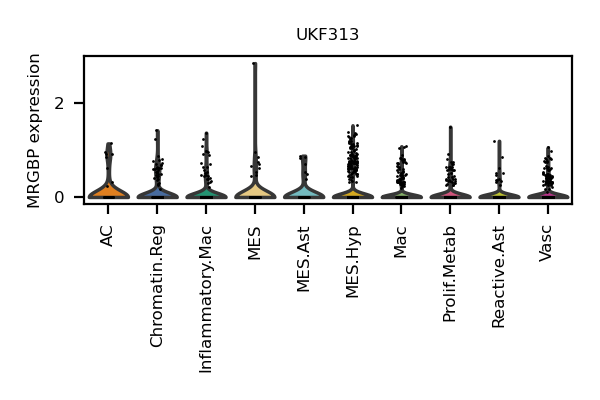 UKF313
MRGBP expression
2
0
AC
Chromatin.Reg
Inflammatory.Mac
MES
MES.Ast
MES.Hyp
Mac
Prolif.Metab
Reactive.Ast
Vasc